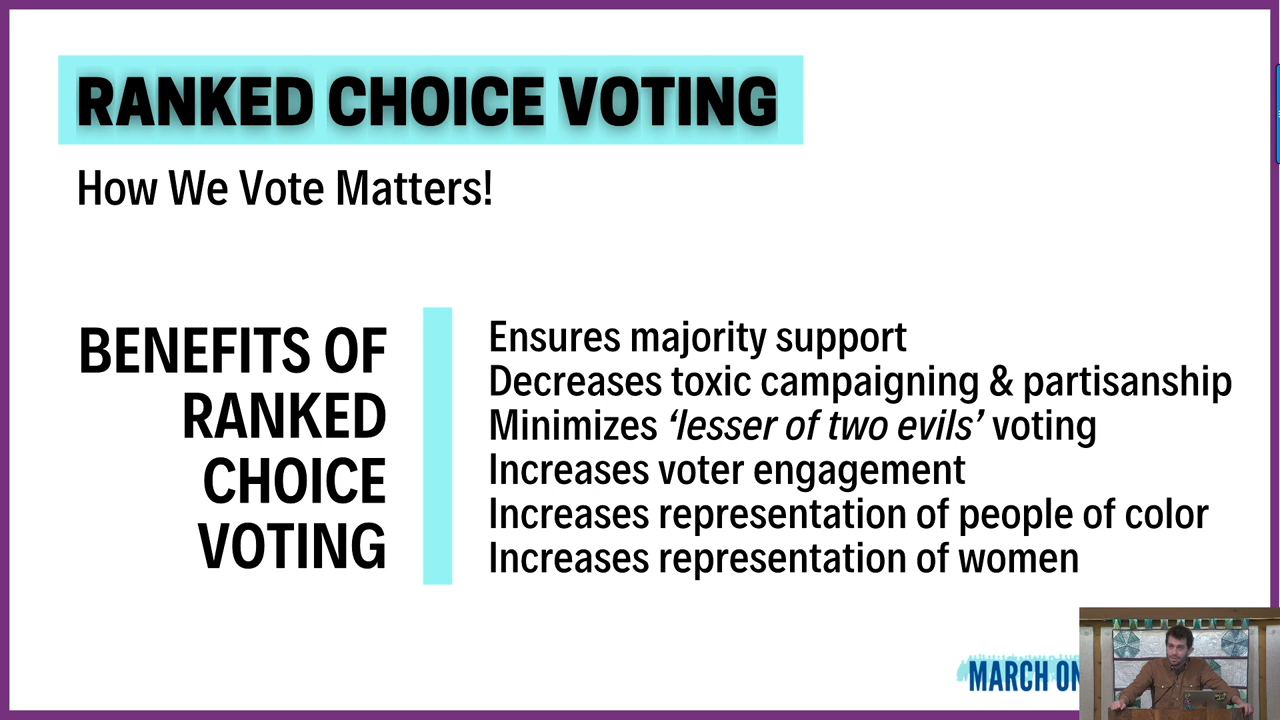 RANKED CHOICE VOTING
How We Vote Matters!
BENEFITS OF
RANKED
CHOICE
VOTING
Ensures majority support
Decreases toxic campaigning & partisanship
Minimizes ‘lesser of two evils’ voting
Increases voter engagement
Increases representation of people of color
Increases representation of women
MARCH ON